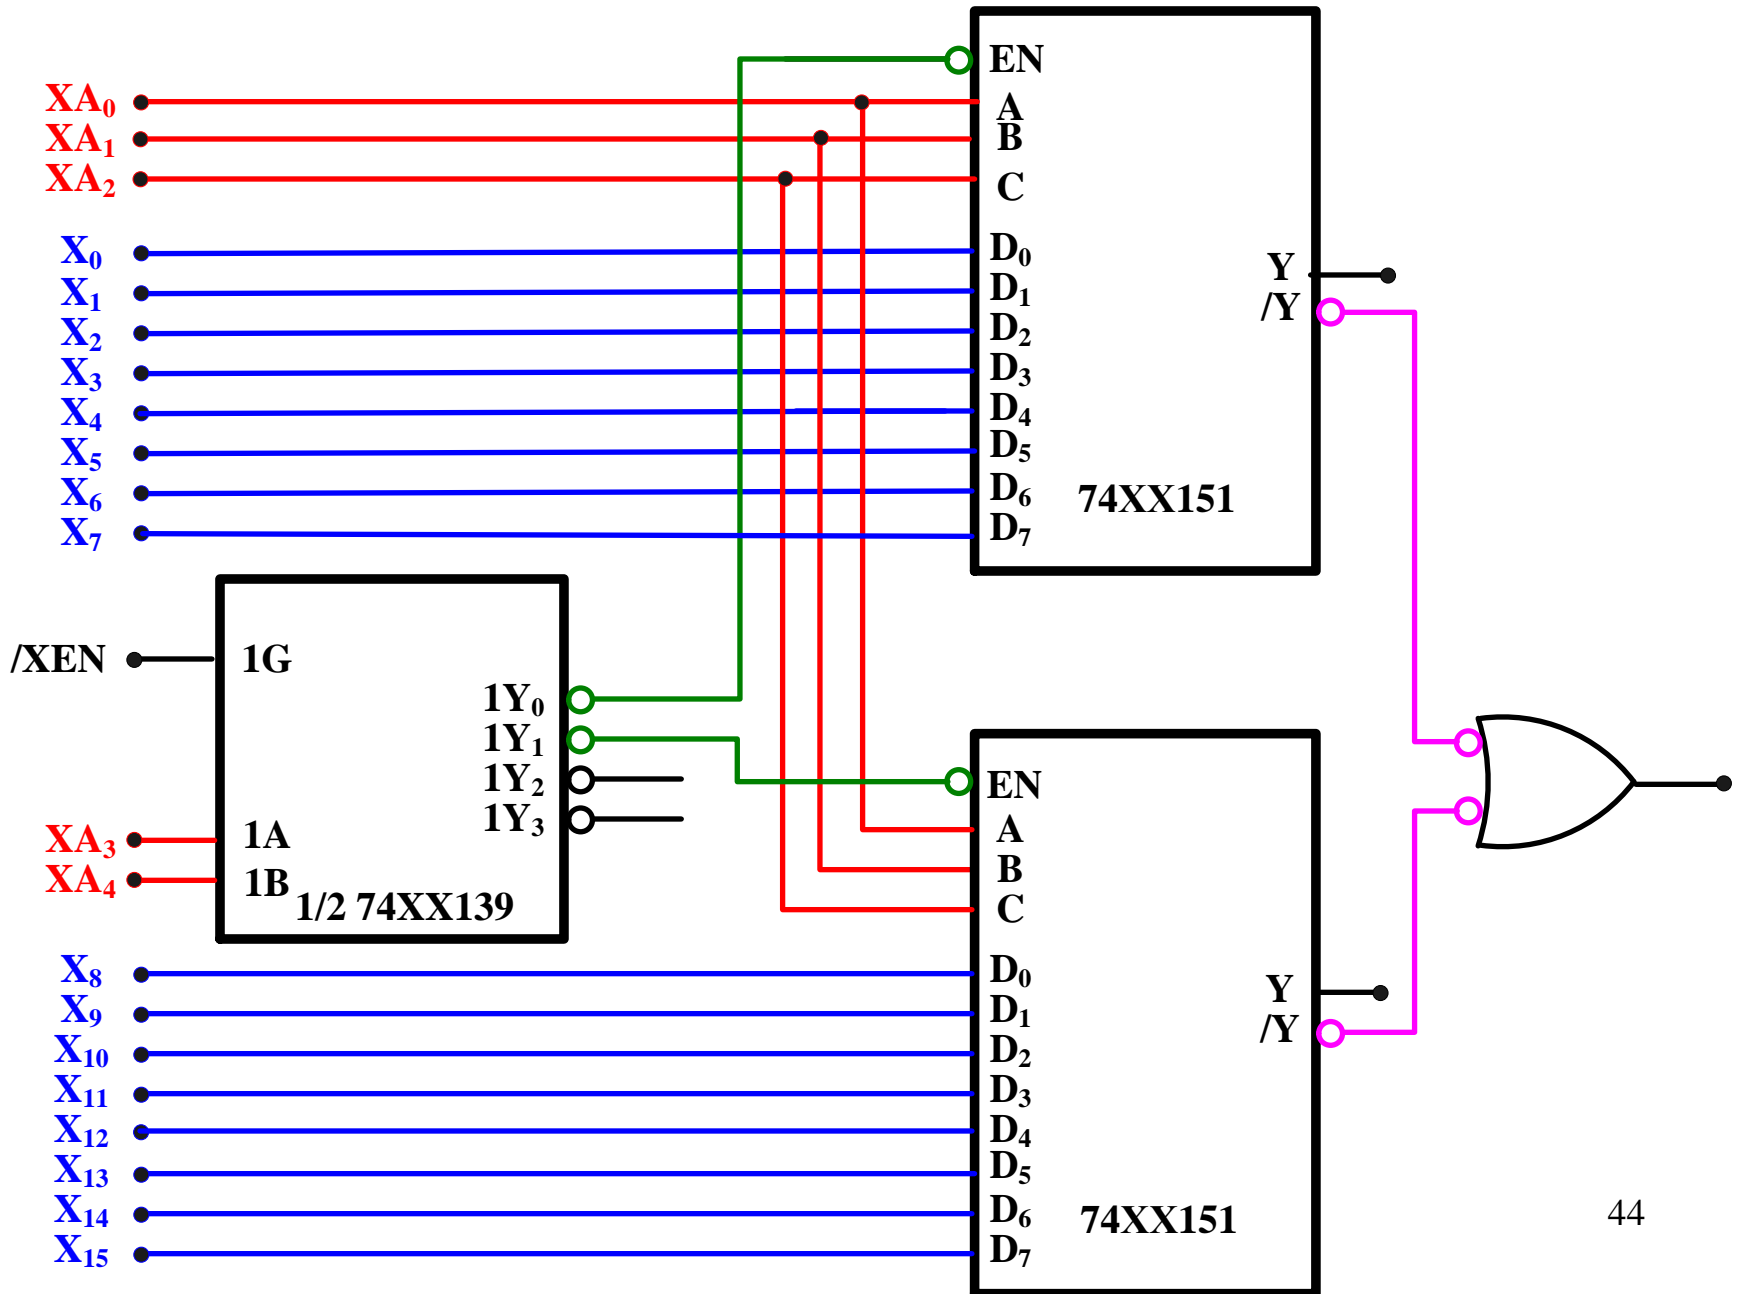 EN
XA₀ A
XA₁ B
XA₂ C
X₀ D₀
X₁ D₁
X₂ D₂
X₃ D₃
X₄ D₄
X₅ D₅
X₆ D₆
X₇ D₇
Y
/Y
74XX151
/XEN 1G
1Y₀
1Y₁
1Y₂
1Y₃
XA₃ 1A
XA₄ 1B
1/2 74XX139
EN
A
B
C
X₈ D₀
X₉ D₁
X₁₀ D₂
X₁₁ D₃
X₁₂ D₄
X₁₃ D₅
X₁₄ D₆
X₁₅ D₇
Y
/Y
74XX151
44